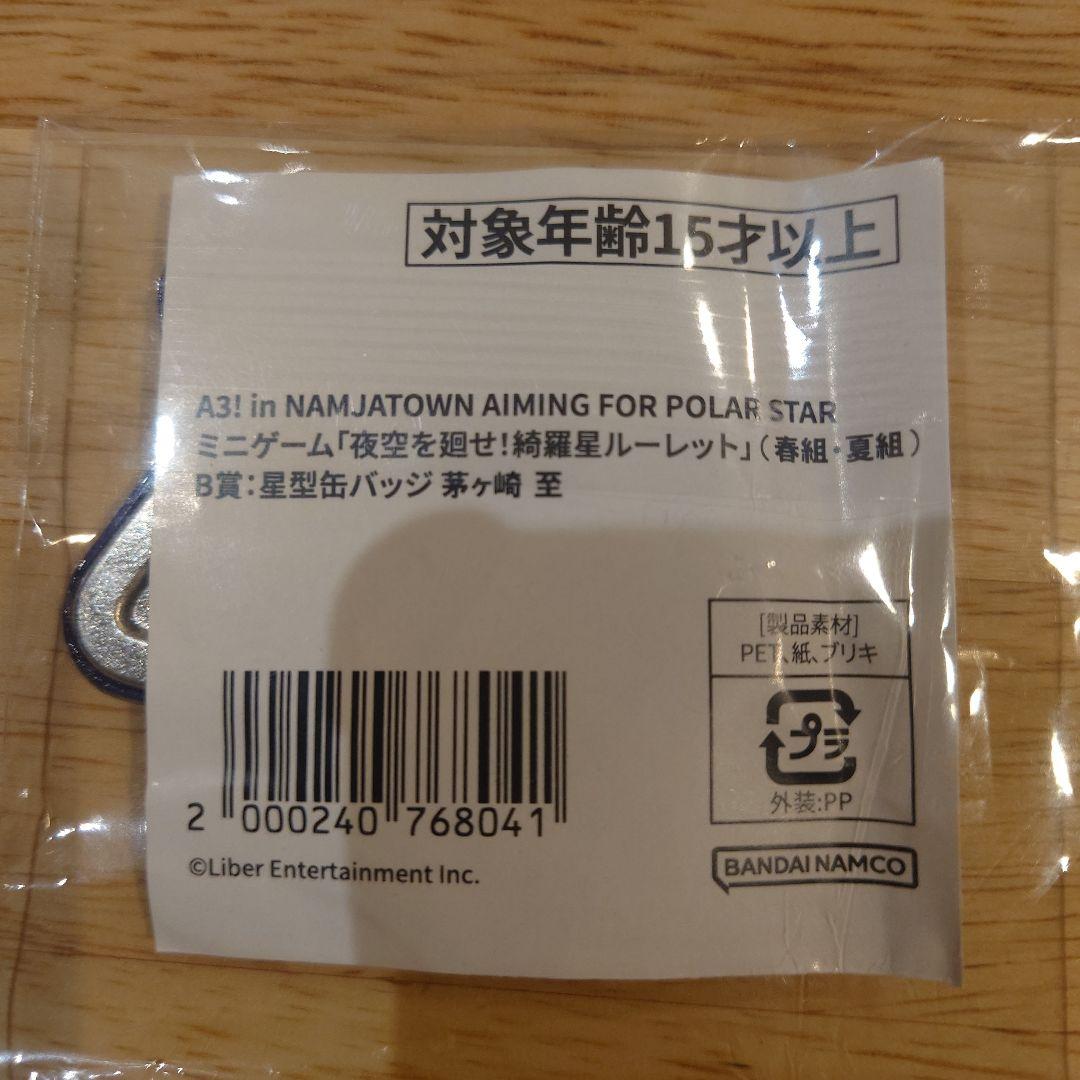 対象年齢15才以上
A3! in NAMJATOWN AIMING FOR POLAR STAR
ミニゲーム「夜空を廻せ!綺羅星ルーレット」(春組・夏組)
B賞:星型缶バッジ 茅ヶ崎 至
[製品素材]
PET、紙、ブリキ
プラ
外装:PP
2 000240 768041
©Liber Entertainment Inc.
BANDAI NAMCO